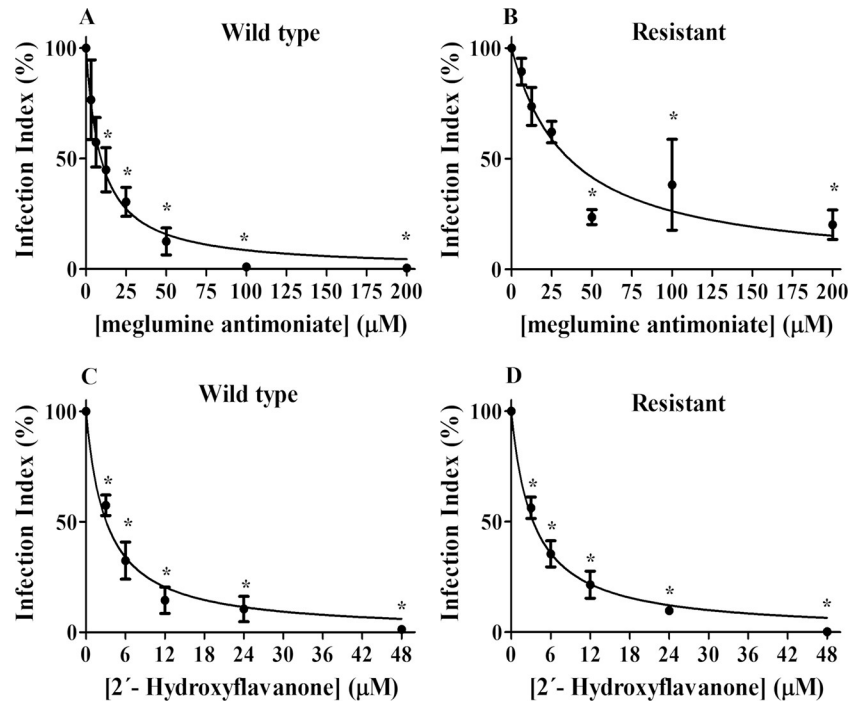 A
Wild type
Infection Index (%)
100
50
0
*
*
*
*
*
0 25 50 75 100 125 150 175 200
[meglumine antimoniate] (μM)
B
Resistant
Infection Index (%)
100
50
0
*
*
*
0 25 50 75 100 125 150 175 200
[meglumine antimoniate] (μM)
C
Wild type
Infection Index (%)
100
50
0
*
*
*
*
*
0 6 12 18 24 30 36 42 48
[2´- Hydroxyflavanone] (μM)
D
Resistant
Infection Index (%)
100
50
0
*
*
*
*
*
0 6 12 18 24 30 36 42 48
[2´- Hydroxyflavanone] (μM)